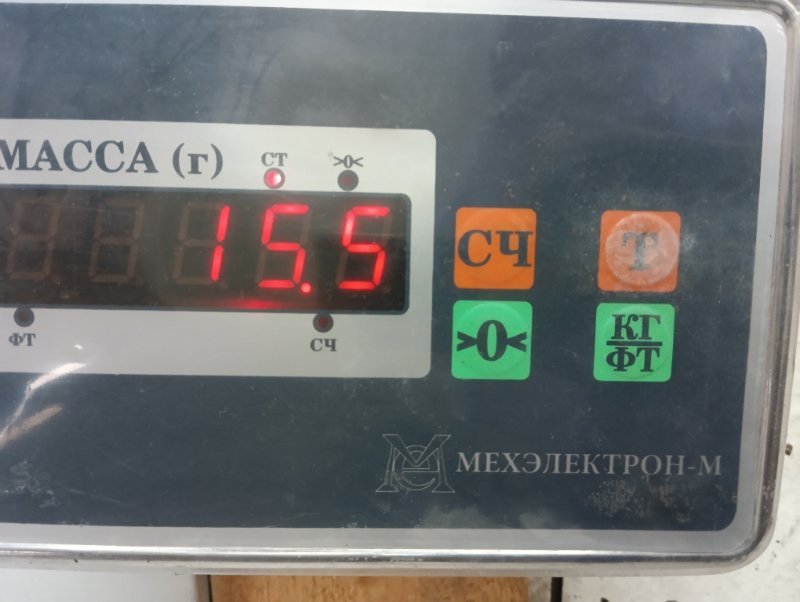 МАССА (г)
СТ >0<
15.5
ФТ СЧ
СЧ Т
>0< КГ
ФТ
МЕХЭЛЕКТРОН-М